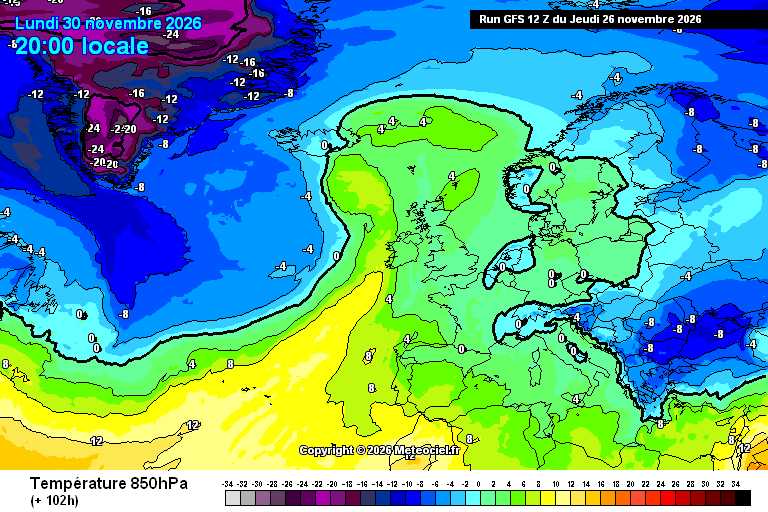 Lundi 30 novembre 2026
20:00 locale
Run GFS 12 Z du Jeudi 26 novembre 2026
Copyright © 2026 Meteociel.fr
Température 850hPa
(+ 102h)
-34 -32 -30 -28 -26 -24 -22 -20 -18 -16 -14 -12 -10 -8 -6 -4 -2 0 2 4 6 8 10 12 14 16 18 20 22 24 26 28 30 32 34